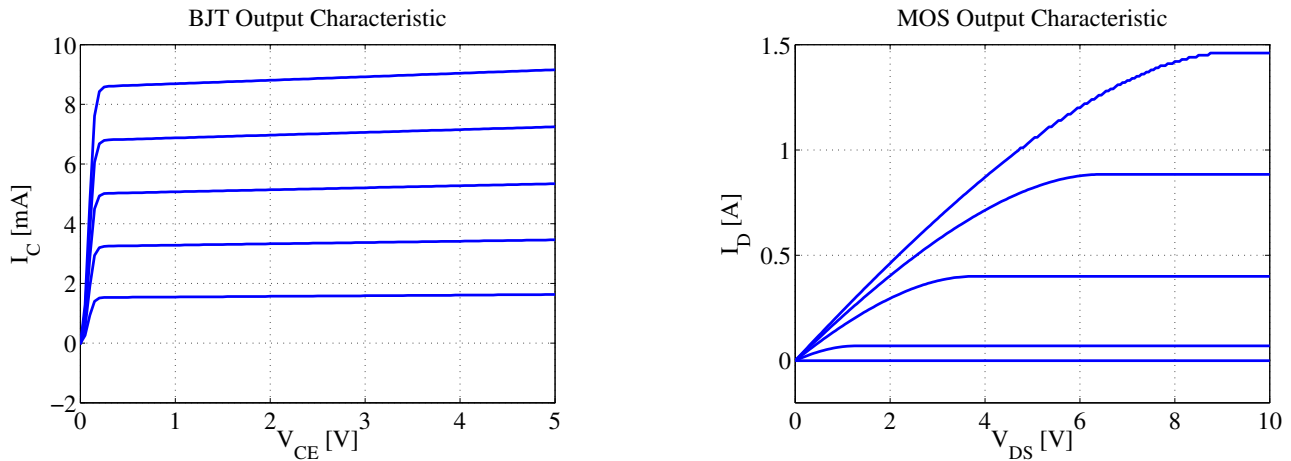 BJT Output Characteristic
10
8
6
4
2
0
−2
I_C [mA]
0 1 2 3 4 5
V_CE [V]
MOS Output Characteristic
1.5
1
0.5
0
I_D [A]
0 2 4 6 8 10
V_DS [V]